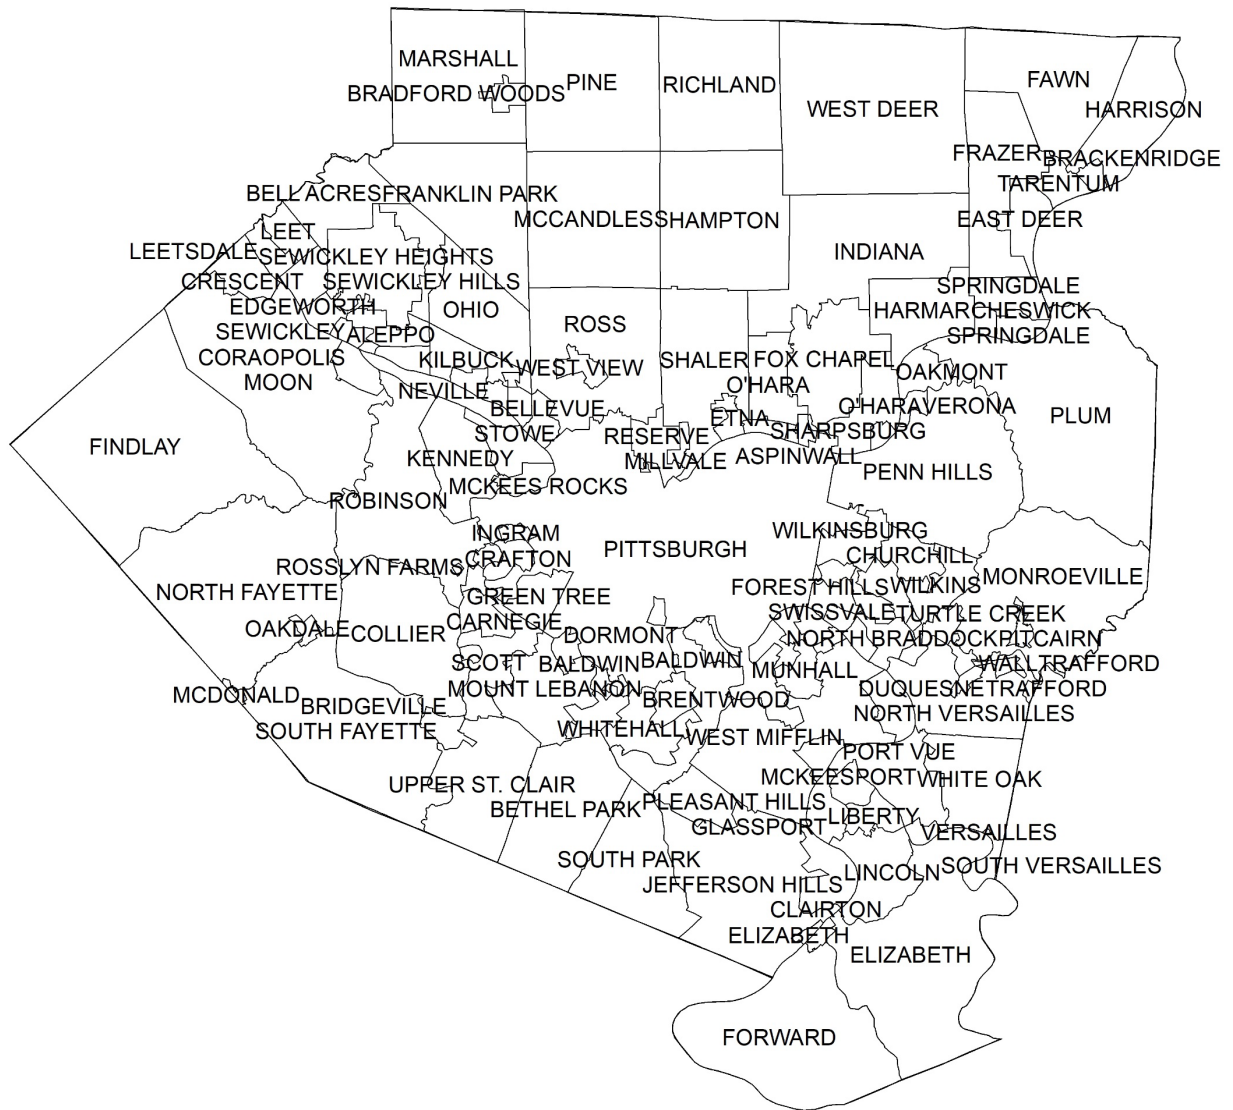 MARSHALL
BRADFORD WOODS
PINE
RICHLAND
WEST DEER
FAWN
HARRISON
FRAZER
BRACKENRIDGE
TARENTUM
BELL ACRES
FRANKLIN PARK
MCCANDLESS
HAMPTON
EAST DEER
LEET
LEETSDALE
SEWICKLEY HEIGHTS
INDIANA
CRESCENT
SEWICKLEY HILLS
SPRINGDALE
EDGEWORTH
OHIO
HARMAR
CHESWICK
SEWICKLEY
ALEPPO
ROSS
SPRINGDALE
CORAOPOLIS
KILBUCK
WEST VIEW
SHALER
FOX CHAPEL
OAKMONT
MOON
NEVILLE
O'HARA
BELLEVUE
ETNA
O'HARA
VERONA
PLUM
FINDLAY
STOWE
RESERVE
SHARPSBURG
KENNEDY
MILLVALE
ASPINWALL
PENN HILLS
MCKEES ROCKS
ROBINSON
INGRAM
PITTSBURGH
WILKINSBURG
CRAFTON
CHURCHILL
ROSSLYN FARMS
MONROEVILLE
NORTH FAYETTE
GREEN TREE
FOREST HILLS
WILKINS
CARNEGIE
SWISSVALE
TURTLE CREEK
OAKDALE
COLLIER
DORMONT
NORTH BRADDOCK
PITCAIRN
SCOTT
BALDWIN
BALDWIN
MUNHALL
WALL
TRAFFORD
MCDONALD
MOUNT LEBANON
DUQUESNE
TRAFFORD
BRIDGEVILLE
BRENTWOOD
NORTH VERSAILLES
SOUTH FAYETTE
WHITEHALL
WEST MIFFLIN
PORT VUE
UPPER ST. CLAIR
MCKEESPORT
WHITE OAK
BETHEL PARK
PLEASANT HILLS
LIBERTY
GLASSPORT
VERSAILLES
SOUTH PARK
LINCOLN
SOUTH VERSAILLES
JEFFERSON HILLS
CLAIRTON
ELIZABETH
ELIZABETH
FORWARD